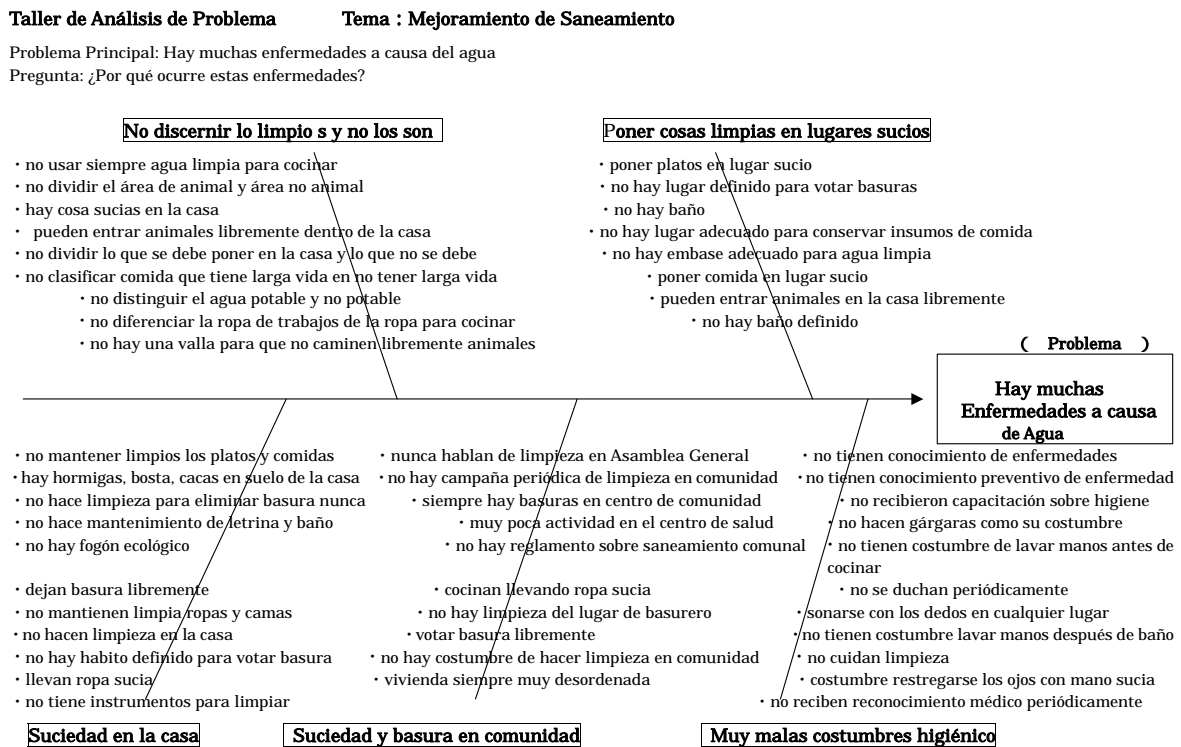 Taller de Análisis de Problema Tema : Mejoramiento de Saneamiento
Problema Principal: Hay muchas enfermedades a causa del agua
Pregunta: ¿Por qué ocurre estas enfermedades?
No discernir lo limpio s y no los son
・no usar siempre agua limpia para cocinar
・no dividir el área de animal y área no animal
・hay cosa sucias en la casa
・ pueden entrar animales libremente dentro de la casa
・no dividir lo que se debe poner en la casa y lo que no se debe
・no clasificar comida que tiene larga vida en no tener larga vida
・no distinguir el agua potable y no potable
・no diferenciar la ropa de trabajos de la ropa para cocinar
・no hay una valla para que no caminen libremente animales
Poner cosas limpias en lugares sucios
・poner platos en lugar sucio
・no hay lugar definido para votar basuras
・no hay baño
・no hay lugar adecuado para conservar insumos de comida
・no hay embase adecuado para agua limpia
・poner comida en lugar sucio
・pueden entrar animales en la casa libremente
・no hay baño definido
( Problema )
Hay muchas
Enfermedades a causa
de Agua
・no mantener limpios los platos y comidas
・hay hormigas, bosta, cacas en suelo de la casa
・no hace limpieza para eliminar basura nunca
・no hace mantenimiento de letrina y baño
・no hay fogón ecológico
・dejan basura libremente
・no mantienen limpia ropas y camas
・no hacen limpieza en la casa
・no hay habito definido para votar basura
・llevan ropa sucia
・no tiene instrumentos para limpiar
Suciedad en la casa
・nunca hablan de limpieza en Asamblea General
・no hay campaña periódica de limpieza en comunidad
・siempre hay basuras en centro de comunidad
・muy poca actividad en el centro de salud
・no hay reglamento sobre saneamiento comunal
・cocinan llevando ropa sucia
・no hay limpieza del lugar de basurero
・votar basura libremente
・no hay costumbre de hacer limpieza en comunidad
・vivienda siempre muy desordenada
Suciedad y basura en comunidad
・no tienen conocimiento de enfermedades
・no tienen conocimiento preventivo de enfermedad
・no recibieron capacitación sobre higiene
・no hacen gárgaras como su costumbre
・no tienen costumbre de lavar manos antes de
cocinar
・no se duchan periódicamente
・sonarse con los dedos en cualquier lugar
・no tienen costumbre lavar manos después de baño
・no cuidan limpieza
・costumbre restregarse los ojos con mano sucia
・no reciben reconocimiento médico periódicamente
Muy malas costumbres higiénico